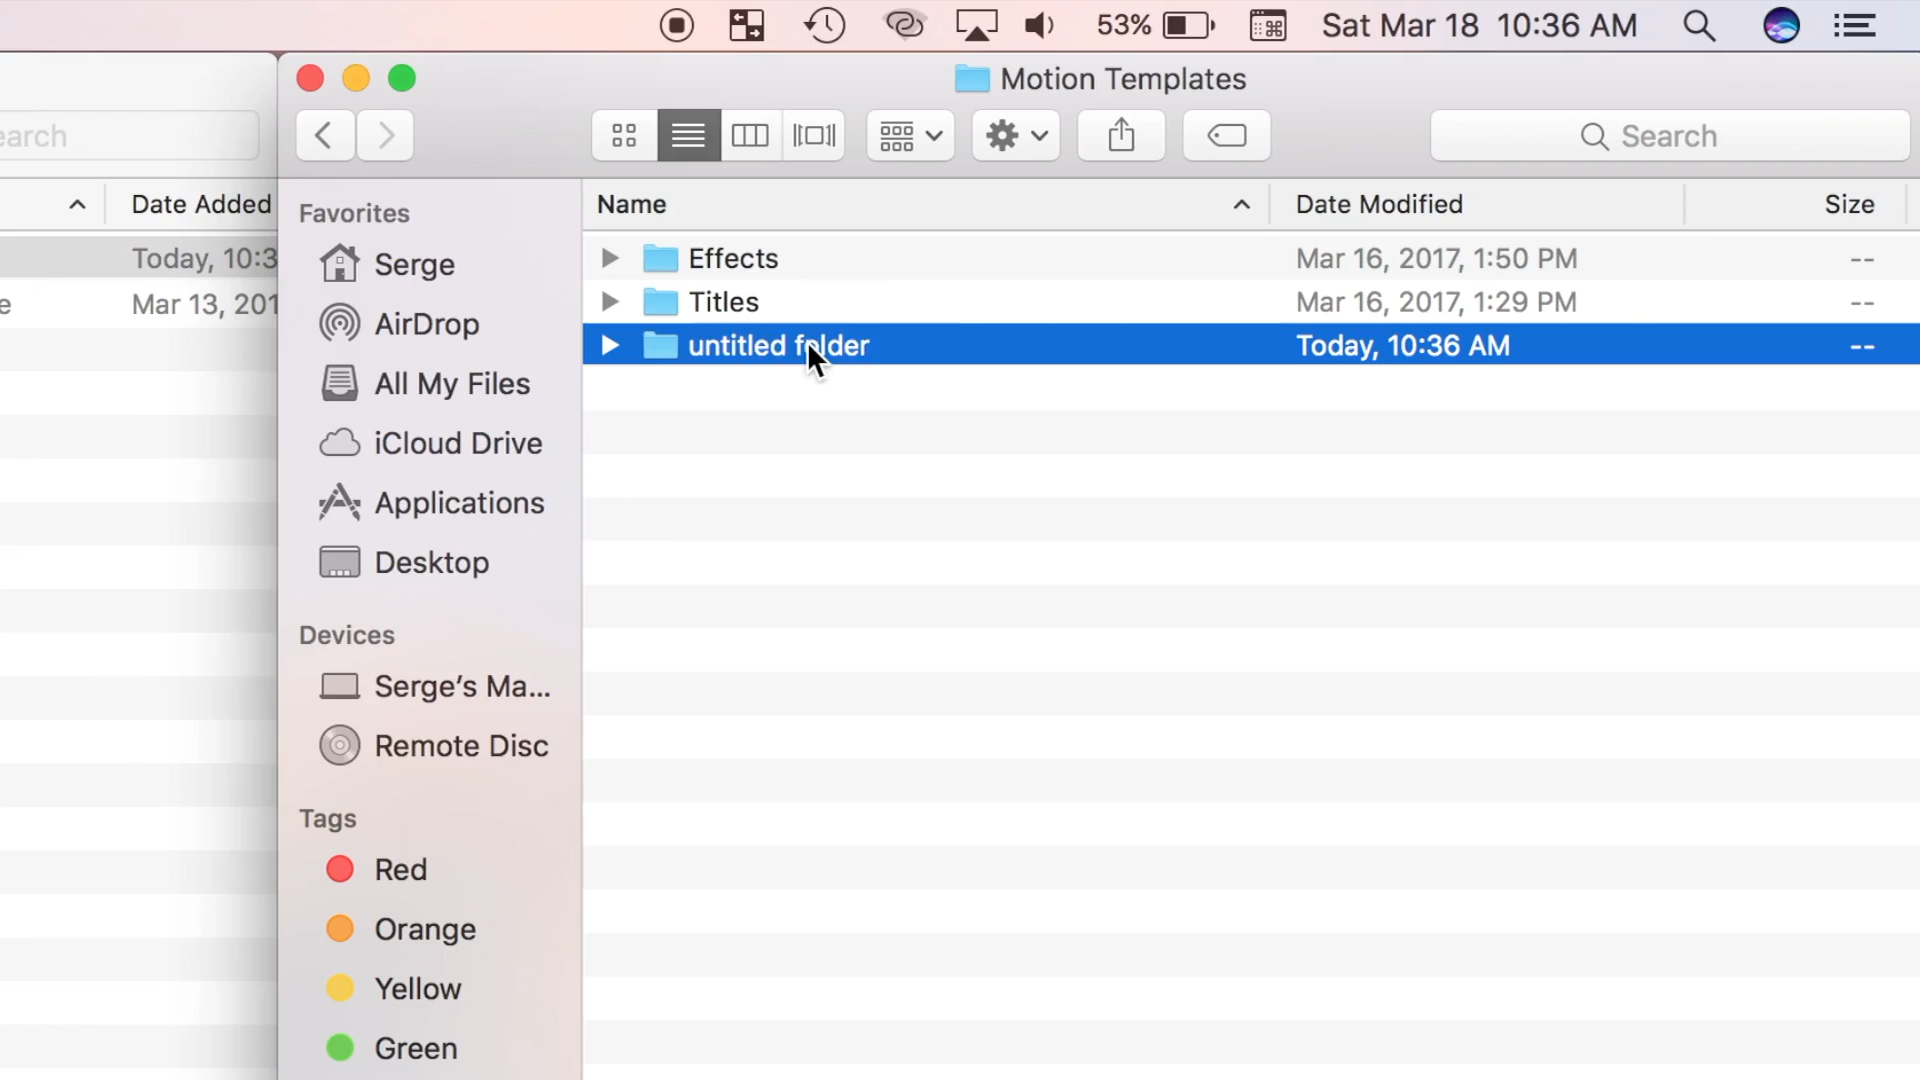 53% Sat Mar 18 10:36 AM
Motion Templates
earch
Search
Date Added
Today, 10:3
e Mar 13, 201
Favorites
Serge
AirDrop
All My Files
iCloud Drive
Applications
Desktop
Devices
Serge’s Ma...
Remote Disc
Tags
Red
Orange
Yellow
Green
Name Date Modified Size
Effects Mar 16, 2017, 1:50 PM --
Titles Mar 16, 2017, 1:29 PM --
untitled folder Today, 10:36 AM --